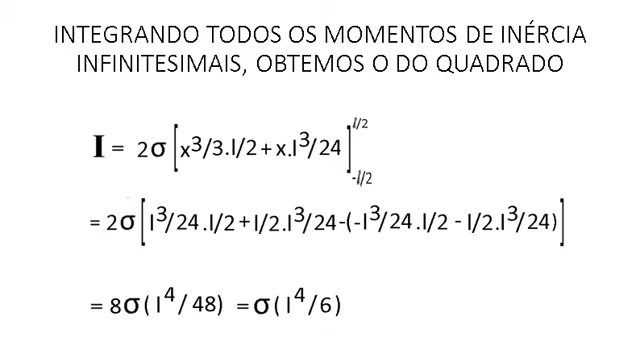 INTEGRANDO TODOS OS MOMENTOS DE INÉRCIA
INFINITESIMAIS, OBTEMOS O DO QUADRADO
I = 2σ[x³/3.l/2 + x.l³/24]l/2 -l/2
= 2σ[l³/24.l/2 + l/2.l³/24-(-l³/24.l/2 - l/2.l³/24)]
= 8σ(l⁴/48) = σ(l⁴/6)